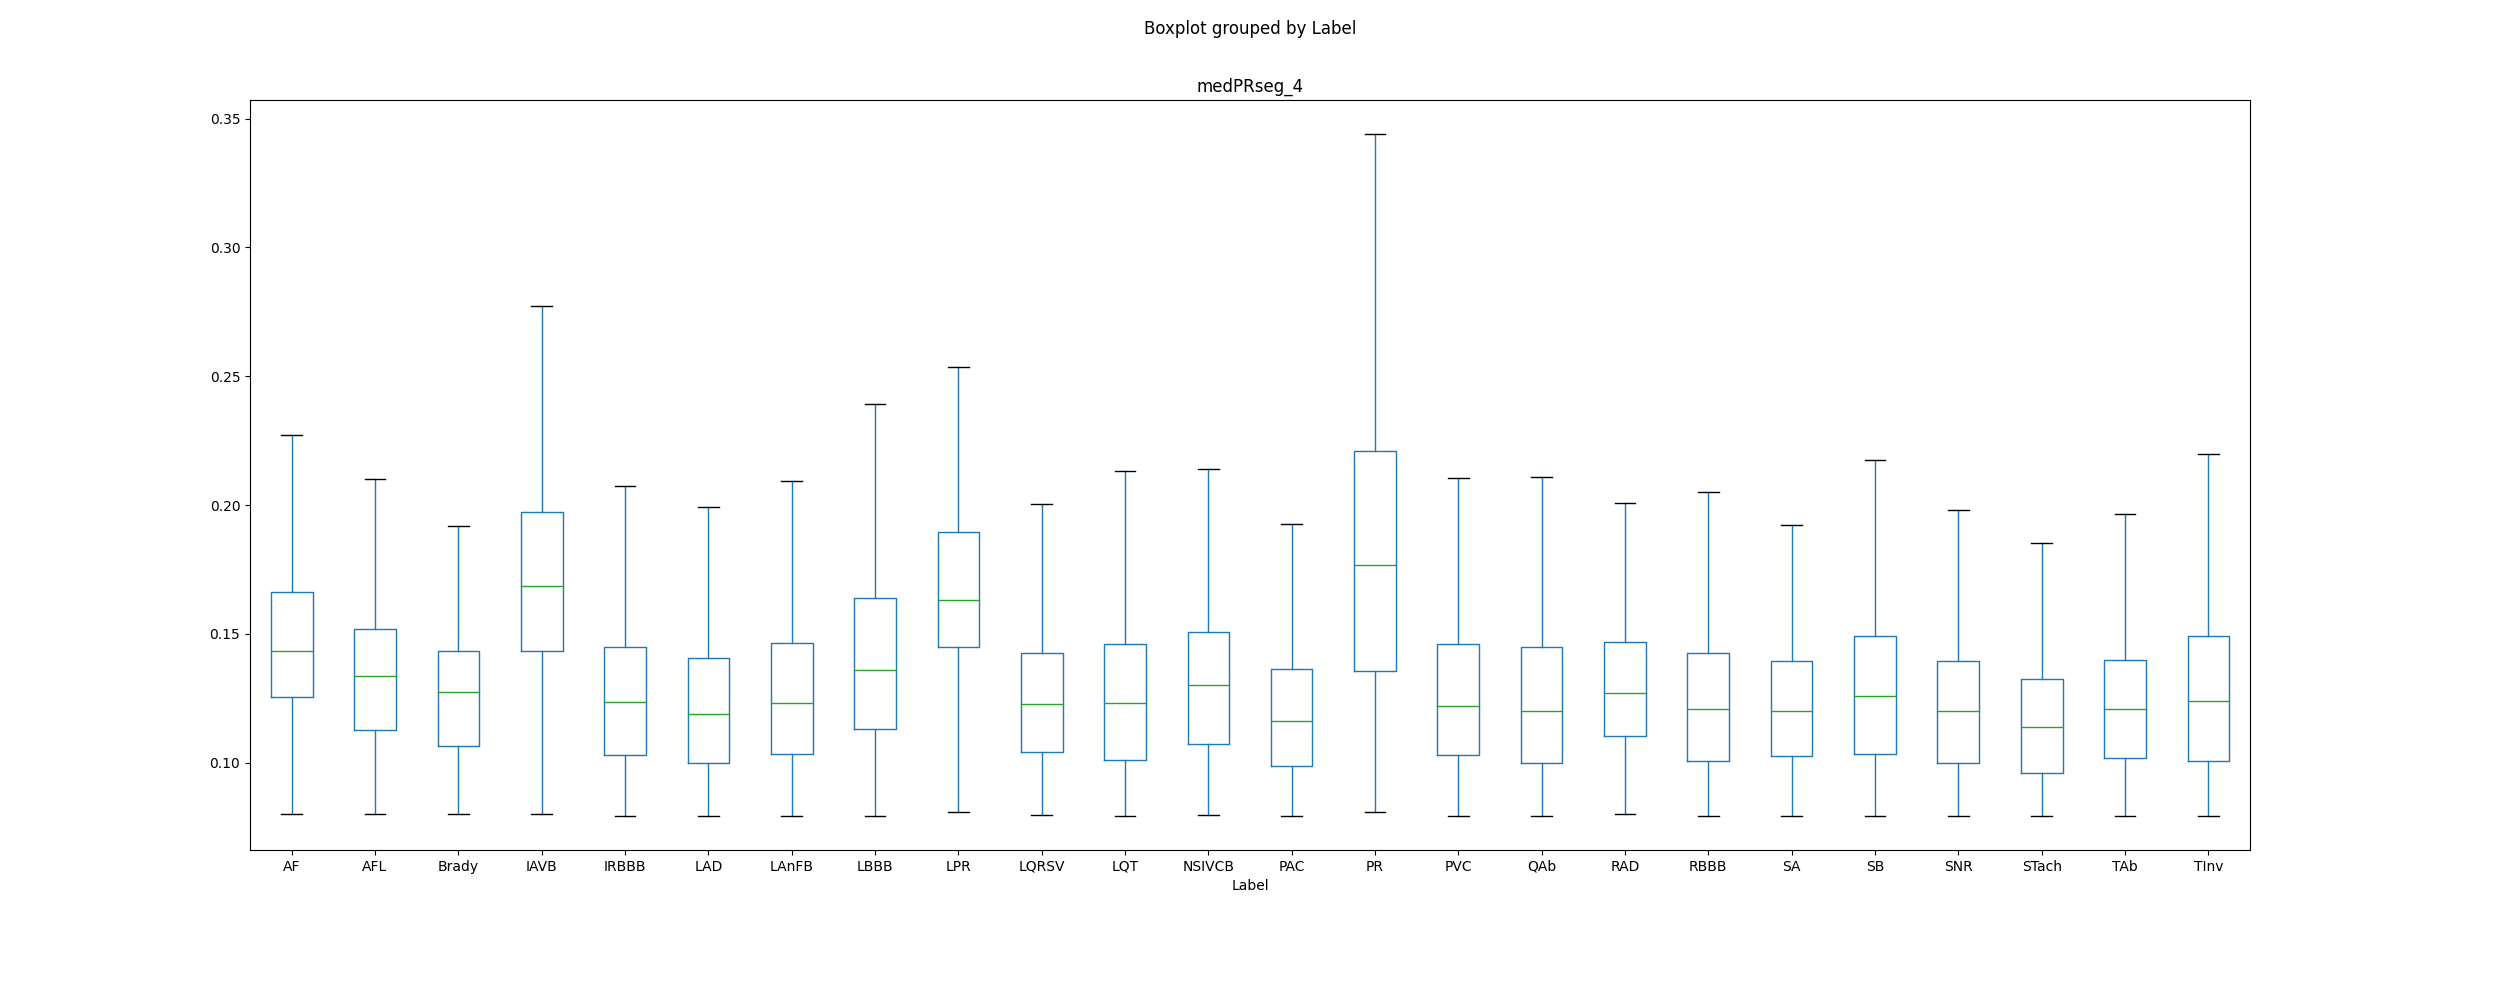 Boxplot grouped by Label
medPRseg_4
0.35
0.30
0.25
0.20
0.15
0.10
AF AFL Brady IAVB IRBBB LAD LAnFB LBBB LPR LQRSV LQT NSIVCB PAC PR PVC QAb RAD RBBB SA SB SNR STach TAb TInv
Label